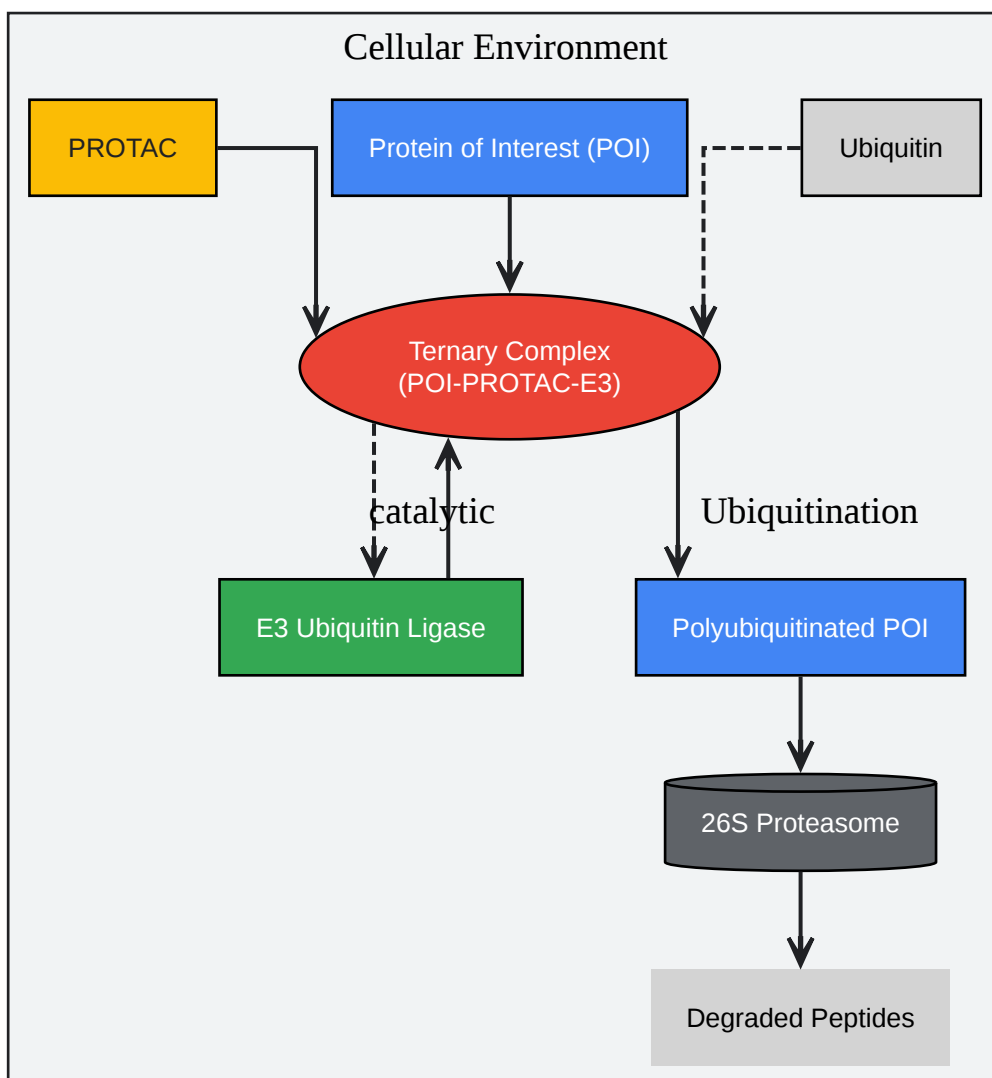 Cellular Environment
PROTAC
Protein of Interest (POI)
Ubiquitin
Ternary Complex
(POI-PROTAC-E3)
catalytic
Ubiquitination
E3 Ubiquitin Ligase
Polyubiquitinated POI
26S Proteasome
Degraded Peptides